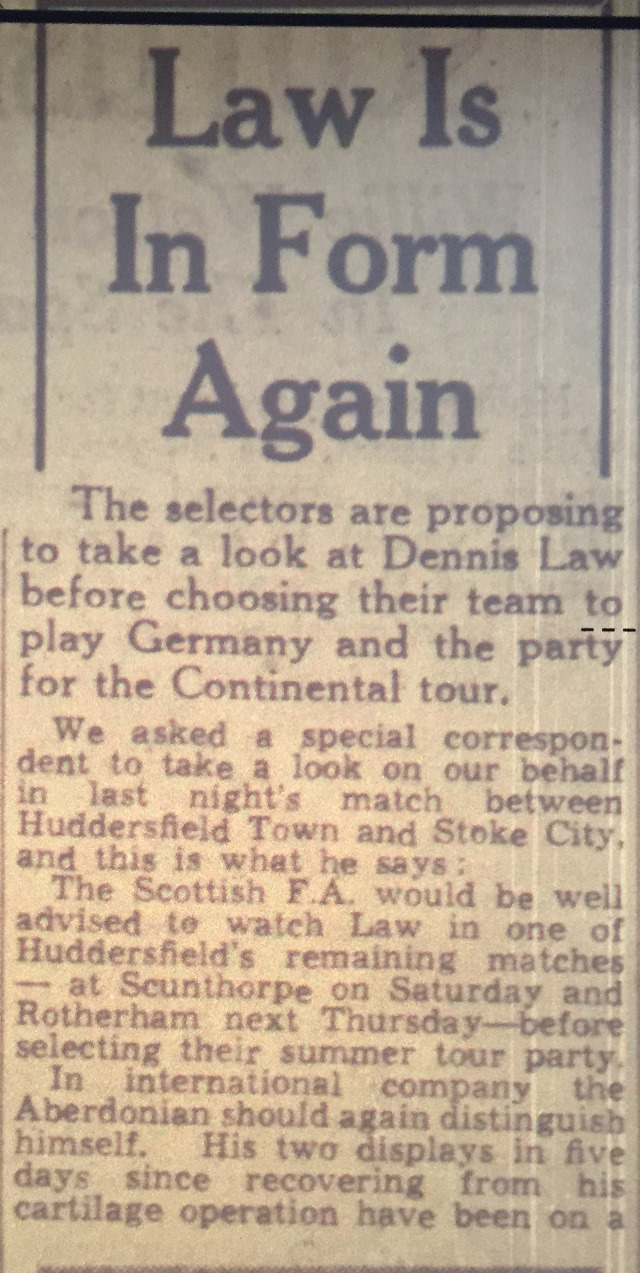 Law Is
In Form
Again
The selectors are proposing
to take a look at Dennis Law
before choosing their team to
play Germany and the party
for the Continental tour.
We asked a special correspon-
dent to take a look on our behalf
in last night's match between
Huddersfield Town and Stoke City,
and this is what he says:
The Scottish F.A. would be well
advised to watch Law in one of
Huddersfield's remaining matches
— at Scunthorpe on Saturday and
Rotherham next Thursday—before
selecting their summer tour party.
In international company the
Aberdonian should again distinguish
himself. His two displays in five
days since recovering from his
cartilage operation have been on a